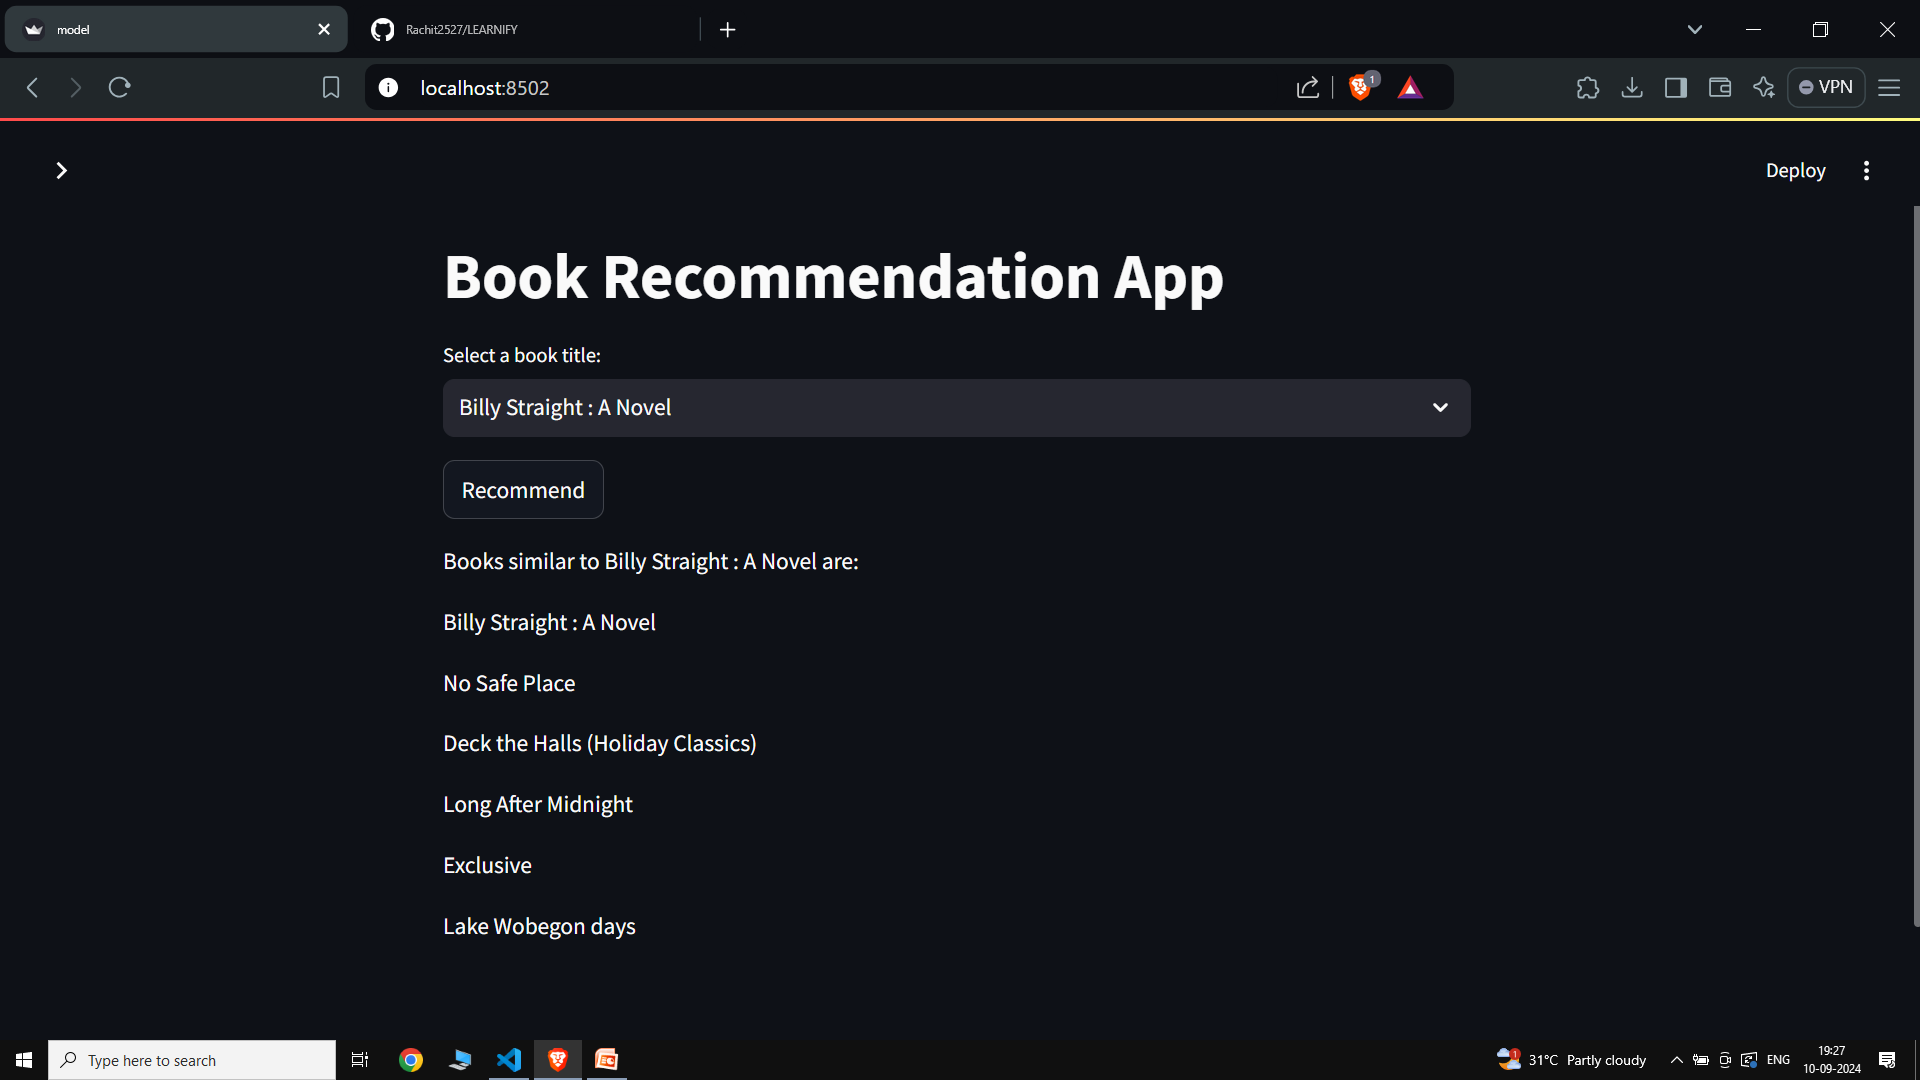 model
Rachit2527/LEARNIFY
localhost:8502
1
VPN
Deploy
Book Recommendation App
Select a book title:
Billy Straight : A Novel
Recommend
Books similar to Billy Straight : A Novel are:
Billy Straight : A Novel
No Safe Place
Deck the Halls (Holiday Classics)
Long After Midnight
Exclusive
Lake Wobegon days
Type here to search
1
31°C Partly cloudy
ENG
19:27
10-09-2024